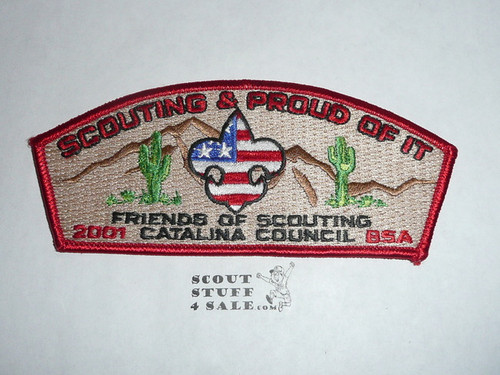 SCOUTING & PROUD OF IT
FRIENDS OF SCOUTING
2001 CATALINA COUNCIL BSA
SCOUT
STUFF
4 SALE.COM